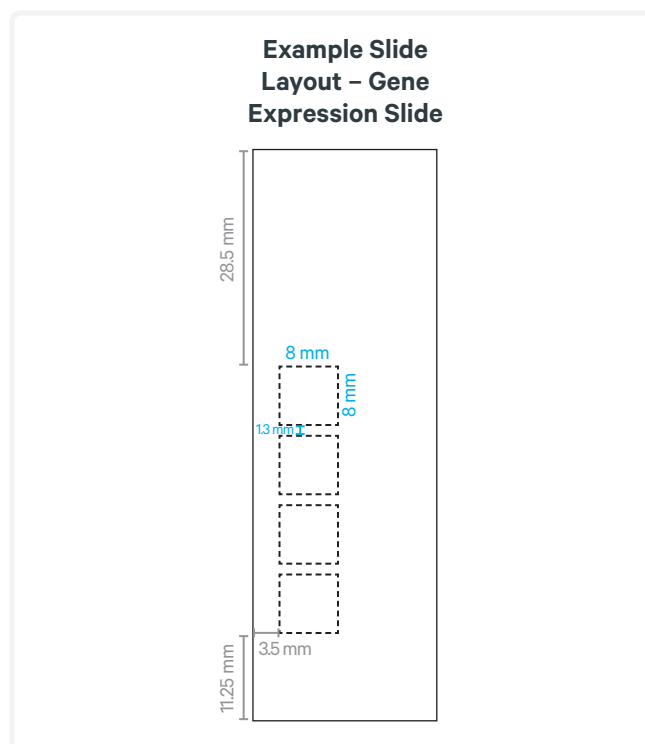 Example Slide
Layout – Gene
Expression Slide
28.5 mm
8 mm
8 mm
1.3 mm
3.5 mm
11.25 mm